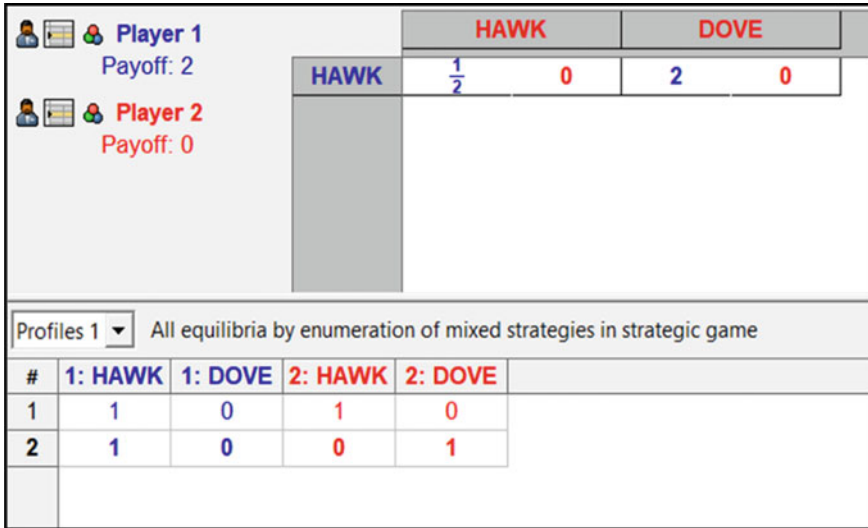 Player 1
Payoff: 2
Player 2
Payoff: 0
HAWK DOVE
HAWK 1/2 0 2 0
Profiles 1 All equilibria by enumeration of mixed strategies in strategic game
# 1: HAWK 1: DOVE 2: HAWK 2: DOVE
1 1 0 1 0
2 1 0 0 1